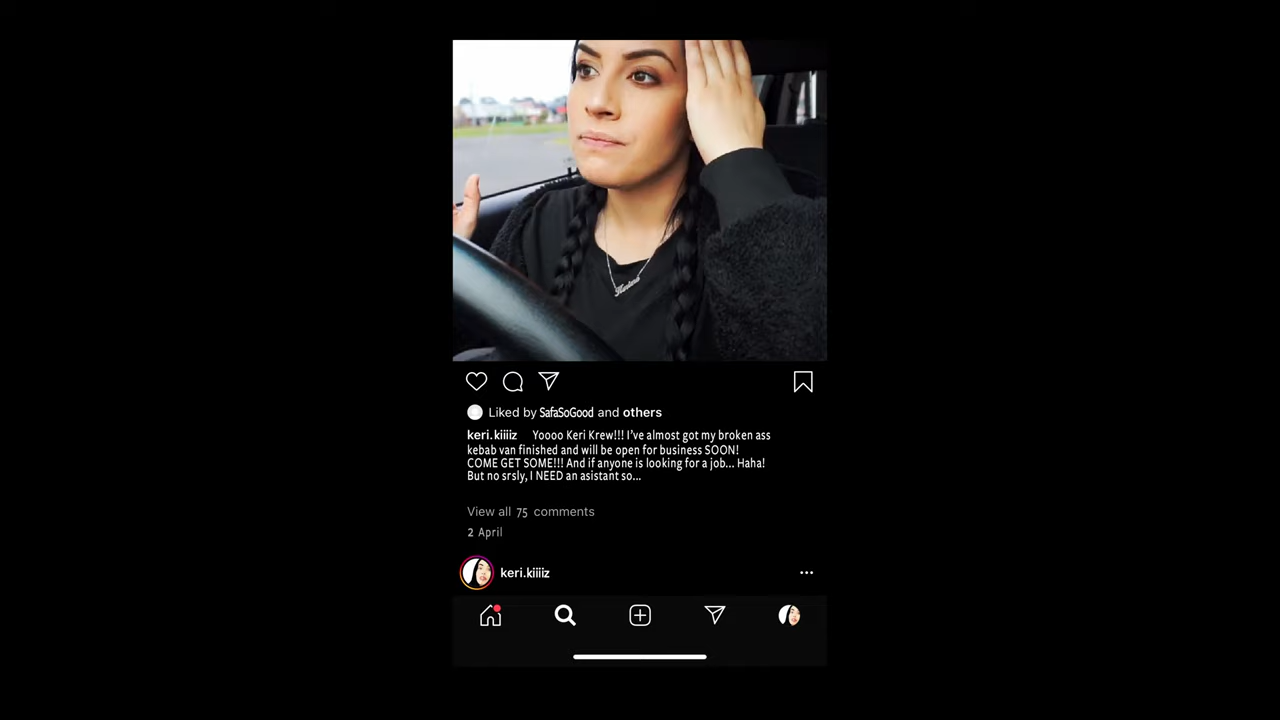 Liked by SafaSoGood and others
keri.kiiiiz Yoooo Keri Krew!!! I've almost got my broken ass
kebab van finished and will be open for business SOON!
COME GET SOME!!! And if anyone is looking for a job... Haha!
But no srsly, I NEED an asistant so...
View all 75 comments
2 April
keri.kiiiiz